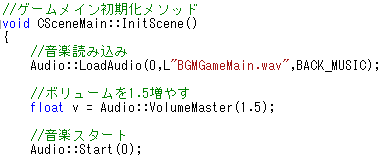 //ゲームメイン初期化メソッド
void CSceneMain::InitScene()
{
//音楽読み込み
Audio::LoadAudio(0,L"BGMGameMain.wav",BACK_MUSIC);
//ボリュームを1.5増やす
float v = Audio::VolumeMaster(1.5);
//音楽スタート
Audio::Start(0);